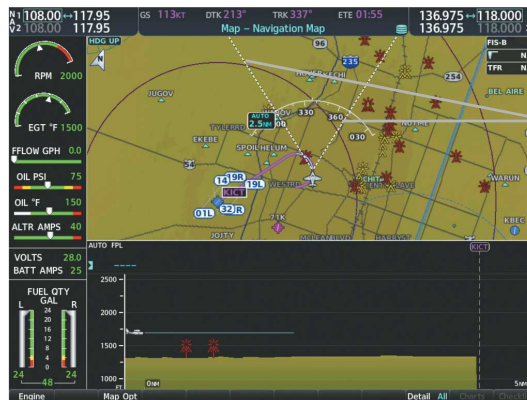 N 1 108.00 ↔ 117.95
V 2 108.00 117.95
GS 113KT DTK 213° TRK 337° ETE 01:55
Map – Navigation Map
136.975 ↔ 118.000
136.975 118.000
HDG UP
N
RPM 2000
EGT °F 1500
FFLOW GPH 0.0
OIL PSI 75
OIL °F 150
ALTR AMPS 40
VOLTS 28.0
BATT AMPS 25
FUEL QTY
GAL
L R
24
20
16
12
8
4
0
24 48 24
96
235
254
FIS-B
N
TFR N
JUGOV
BEL AIRE
AUTO
2.5NM
330
360
030
EKEBE
SPOILHELUM
14
19R
19L
KICT
01L
WARUN
KBEC
71K
JOJTY
AUTO FPL
KICT
2500
2000
1500
1000
FT
0NM
5NM
Engine Map Opt Detail All Charts